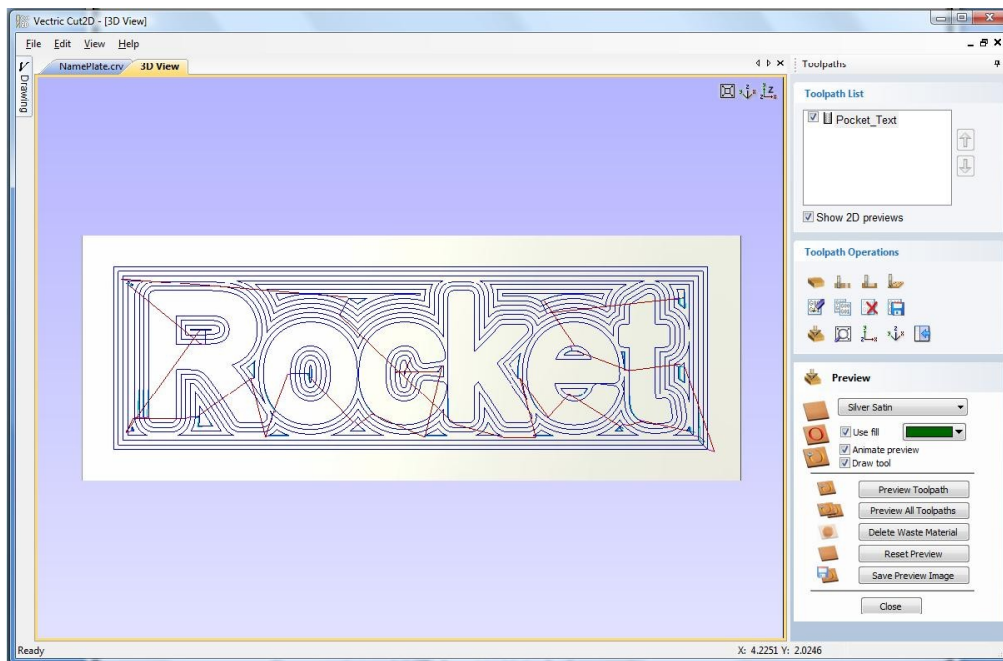 Vectric Cut2D - [3D View]
File Edit View Help
NamePlate.crv 3D View
Drawing
Toolpaths
Toolpath List
Pocket_Text
Show 2D previews
Toolpath Operations
Rocket
Preview
Silver Satin
Use fill
Animate preview
Draw tool
Preview Toolpath
Preview All Toolpaths
Delete Waste Material
Reset Preview
Save Preview Image
Close
Ready
X: 4.2251 Y: 2.0246